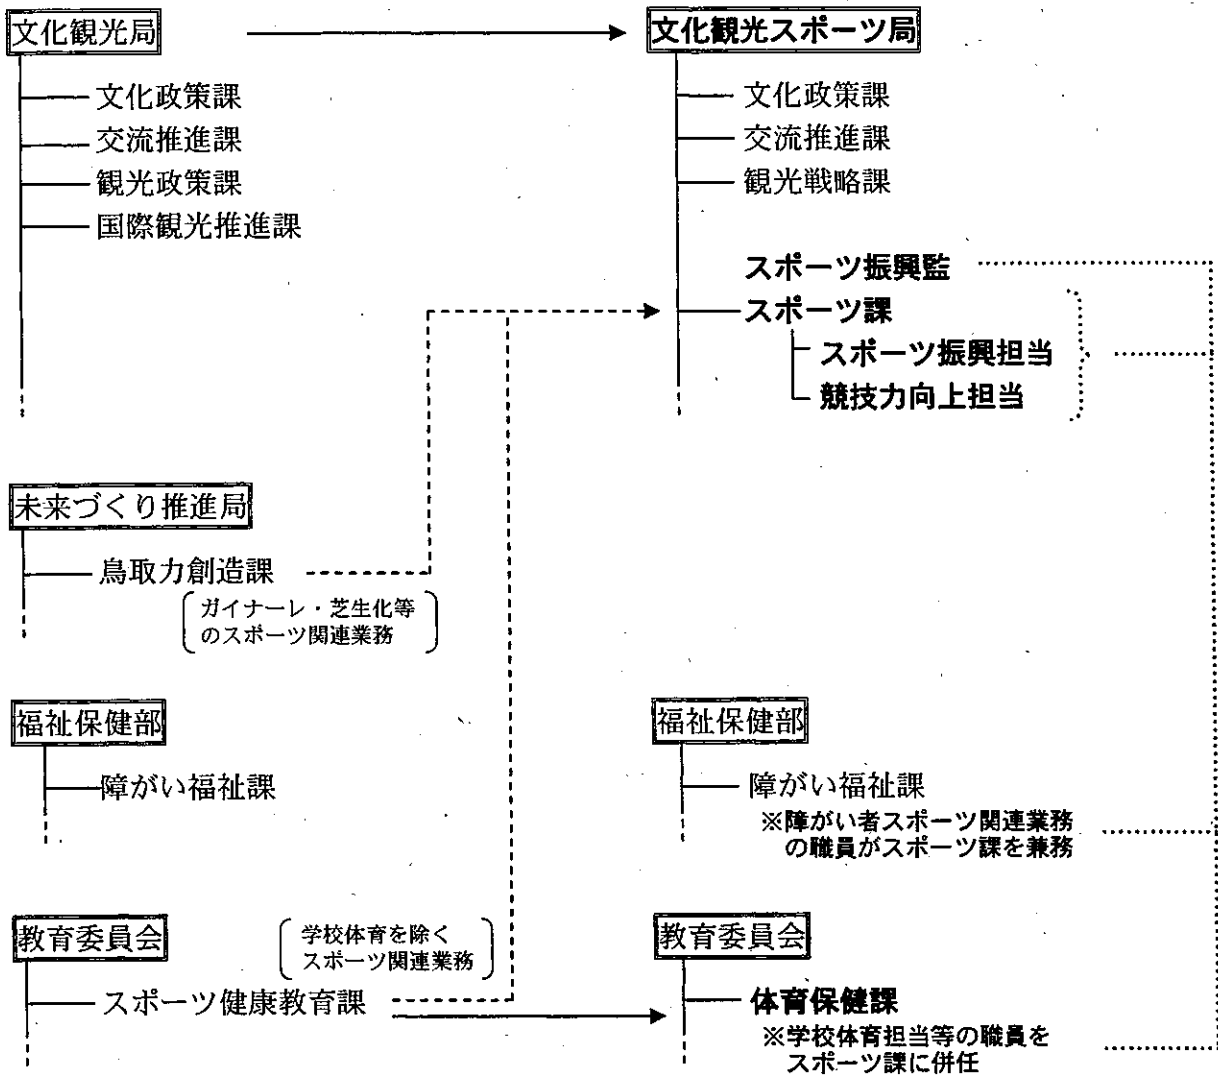 文化観光局
文化政策課
交流推進課
観光政策課
国際観光推進課
未来づくり推進局
鳥取力創造課
ガイナーレ・芝生化等
のスポーツ関連業務
福祉保健部
障がい福祉課
教育委員会
学校体育を除く
スポーツ関連業務
スポーツ健康教育課
文化観光スポーツ局
文化政策課
交流推進課
観光戦略課
スポーツ振興監
スポーツ課
スポーツ振興担当
競技力向上担当
福祉保健部
障がい福祉課
※障がい者スポーツ関連業務
の職員がスポーツ課を兼務
教育委員会
体育保健課
※学校体育担当等の職員を
スポーツ課に併任